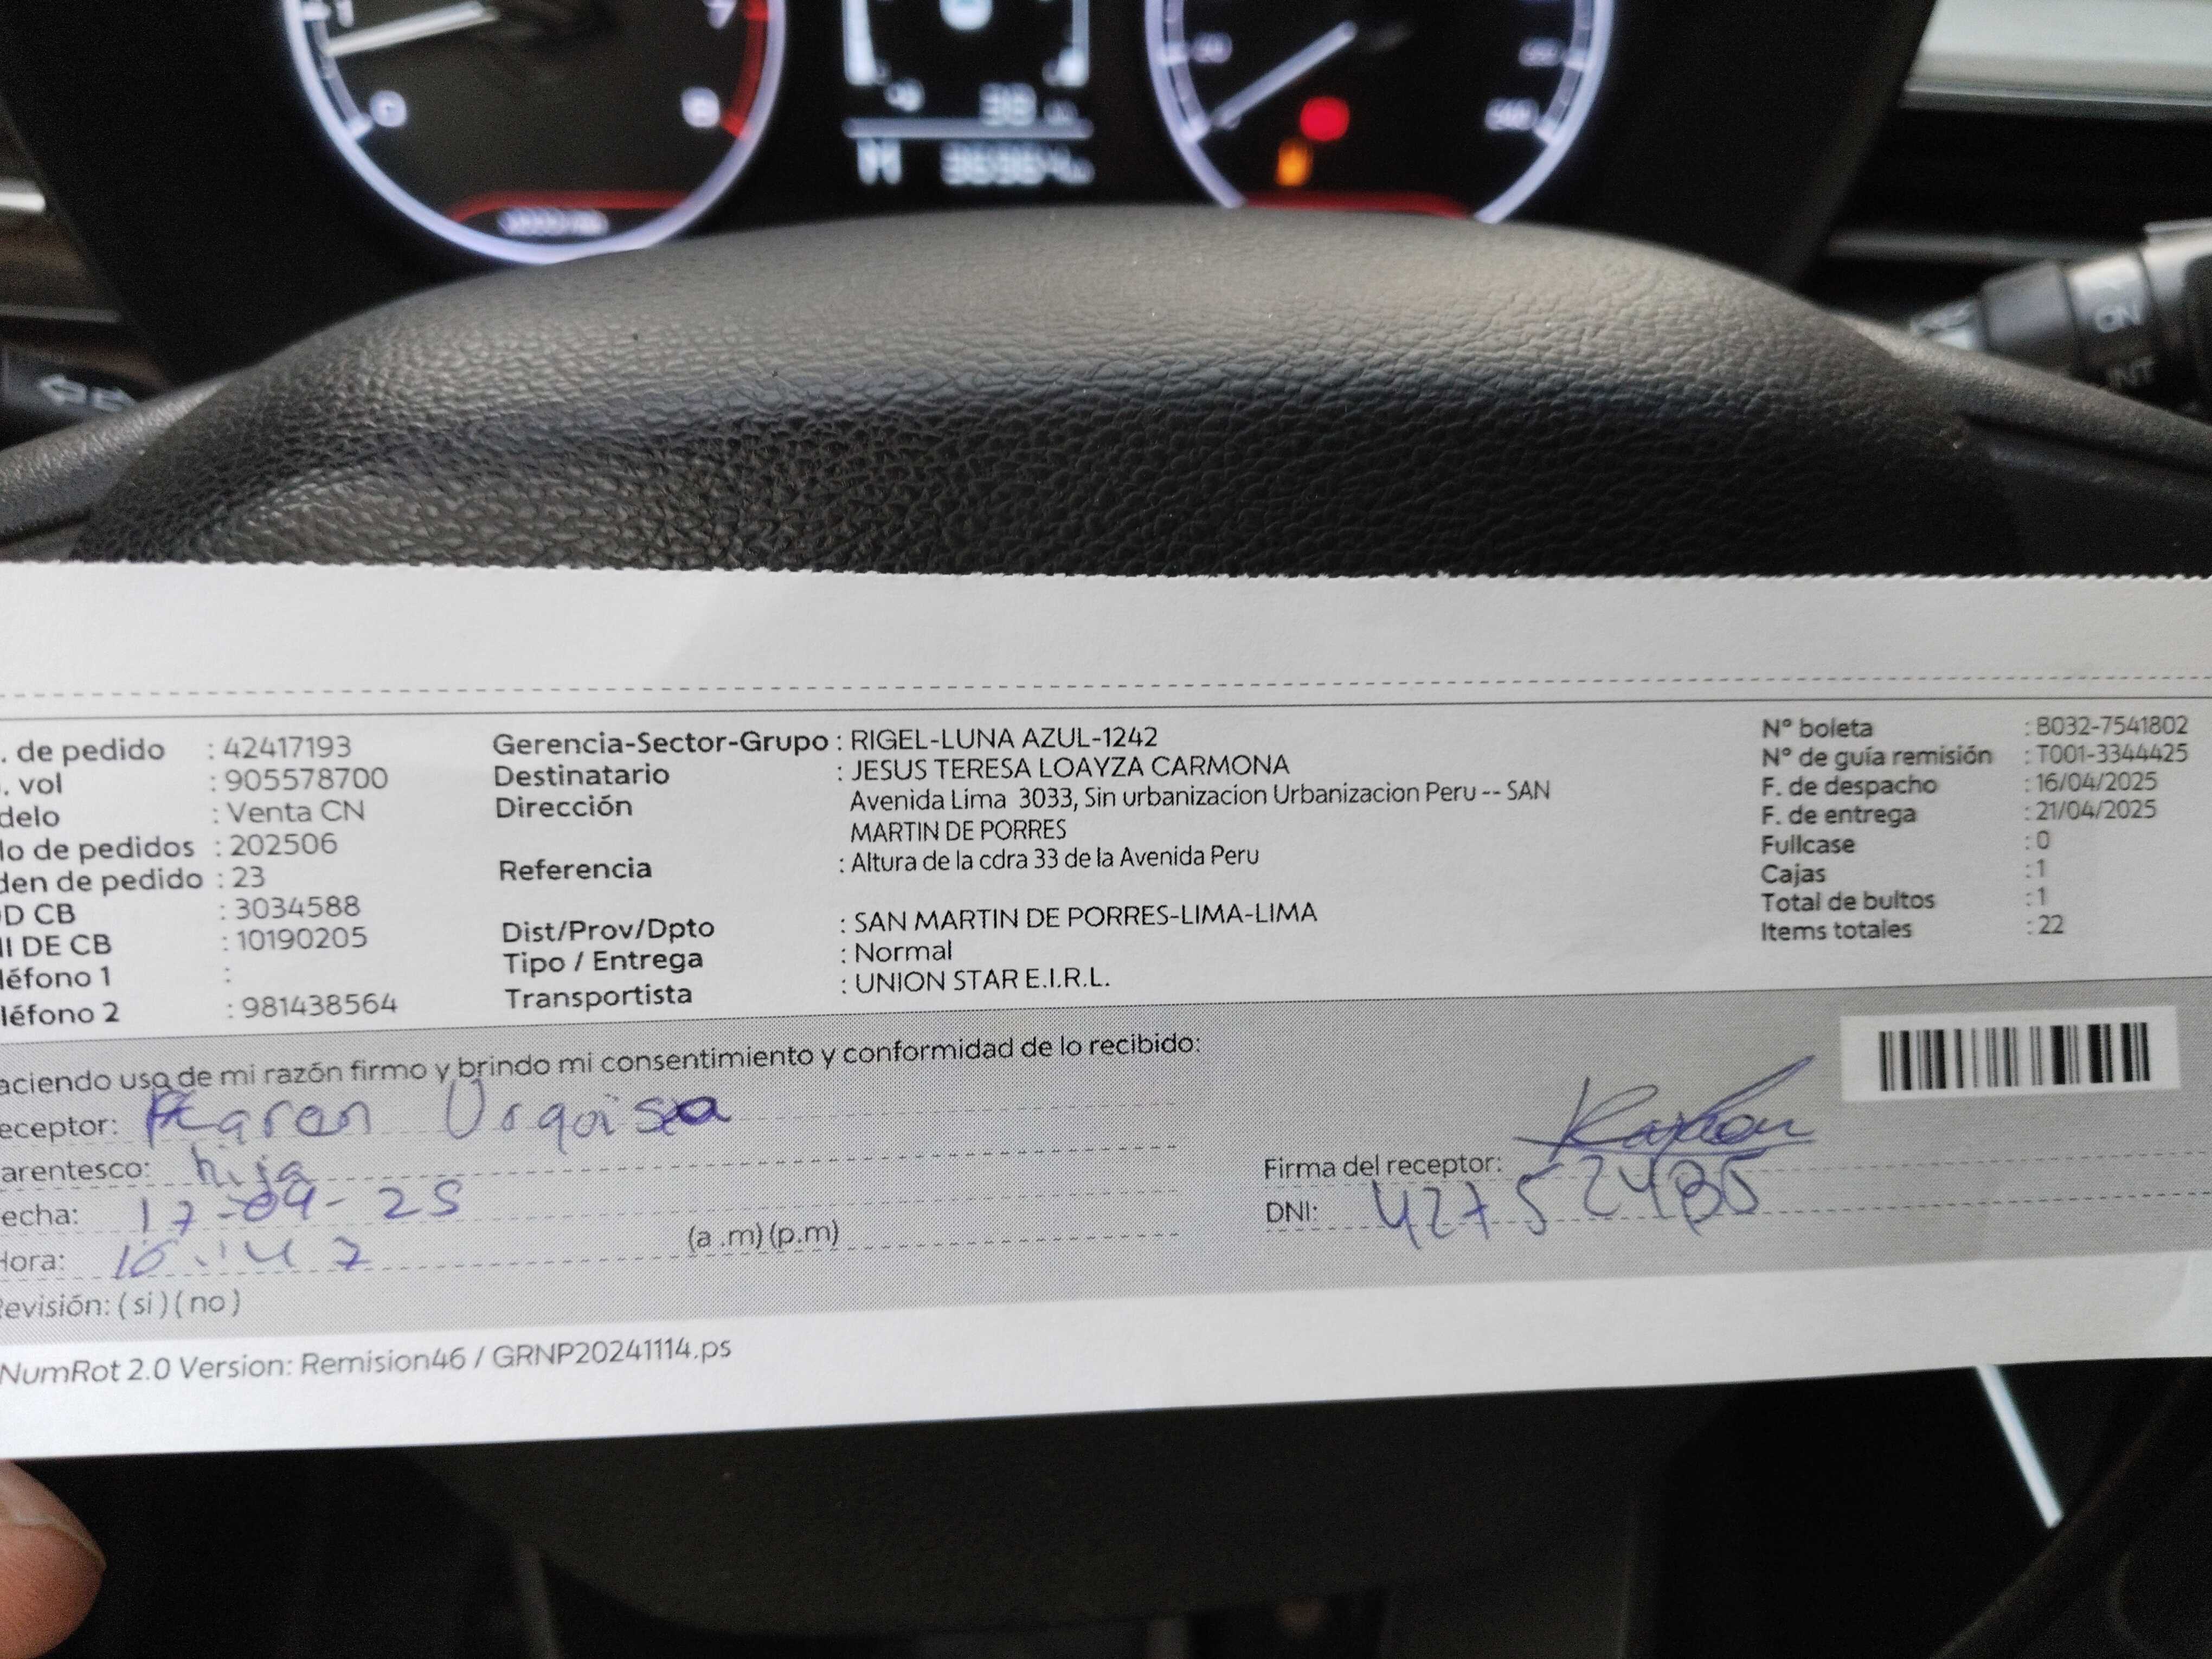 . de pedido : 42417193
. vol : 905578700
delo : Venta CN
lo de pedidos : 202506
den de pedido : 23
D CB : 3034588
I DE CB : 10190205
léfono 1 :
léfono 2 : 981438564
Gerencia-Sector-Grupo : RIGEL-LUNA AZUL-1242
Destinatario : JESUS TERESA LOAYZA CARMONA
Dirección Avenida Lima 3033, Sin urbanizacion Urbanizacion Peru -- SAN
MARTIN DE PORRES
Referencia : Altura de la cdra 33 de la Avenida Peru
Dist/Prov/Dpto : SAN MARTIN DE PORRES-LIMA-LIMA
Tipo / Entrega : Normal
Transportista : UNION STAR E.I.R.L.
Nº boleta : B032-7541802
Nº de guía remisión : T001-3344425
F. de despacho : 16/04/2025
F. de entrega : 21/04/2025
Fullcase : 0
Cajas : 1
Total de bultos : 1
Items totales : 22
aciendo uso de mi razón firmo y brindo mi consentimiento y conformidad de lo recibido:
eceptor: Karen Urqoisa
arentesco: hija
echa: 17-04-25
Hora: (a .m) (p.m)
Revisión: ( si ) ( no )
Firma del receptor:
DNI:
NumRot 2.0 Version: Remision46 / GRNP20241114.ps
ON
INT